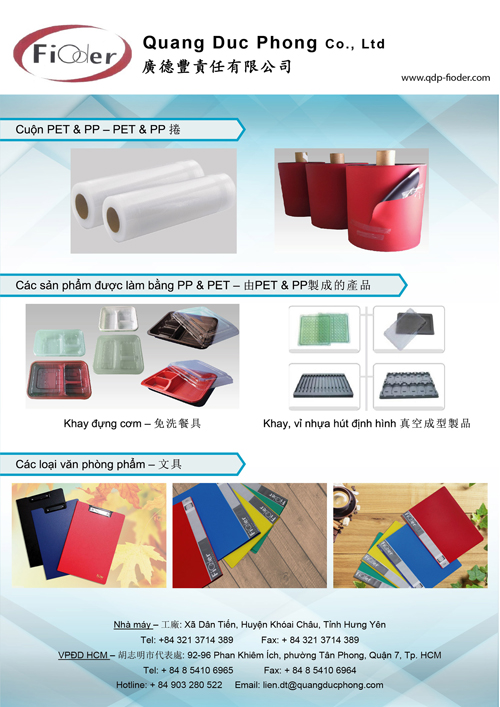 Fioder
Quang Duc Phong Co., Ltd
廣德豐責任有限公司
www.qdp-fioder.com
Cuộn PET & PP – PET & PP 捲
Các sản phẩm được làm bằng PP & PET – 由PET & PP製成的產品
Khay đựng cơm – 免洗餐具
Khay, vỉ nhựa hút định hình 真空成型製品
Các loại văn phòng phẩm – 文具
Fioder
Fioder
Fioder
Fioder
Nhà máy – 工廠: Xã Dân Tiến, Huyện Khóai Châu, Tỉnh Hưng Yên
Tel: +84 321 3714 389 Fax: + 84 321 3714 389
VPĐD HCM – 胡志明市代表處: 92-96 Phan Khiêm Ích, phường Tân Phong, Quận 7, Tp. HCM
Tel: + 84 8 5410 6965 Fax: + 84 8 5410 6964
Hotline: + 84 903 280 522 Email: lien.dt@quangducphong.com